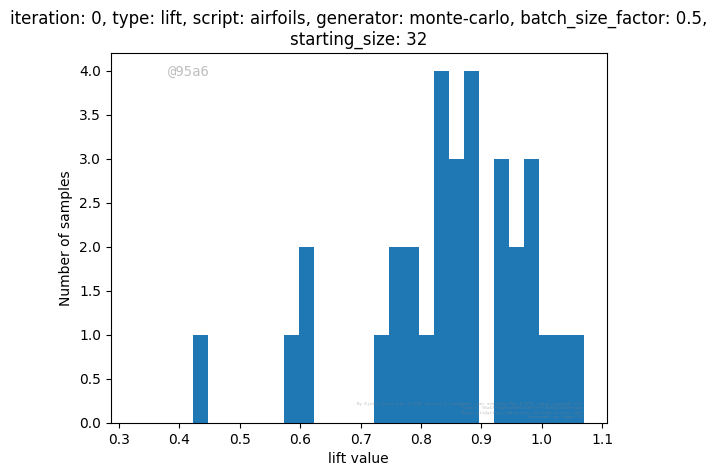 iteration: 0, type: lift, script: airfoils, generator: monte-carlo, batch_size_factor: 0.5,
starting_size: 32
@95a6
4.0
3.5
3.0
2.5
2.0
1.5
1.0
0.5
0.0
Number of samples
0.3 0.4 0.5 0.6 0.7 0.8 0.9 1.0 1.1
lift value